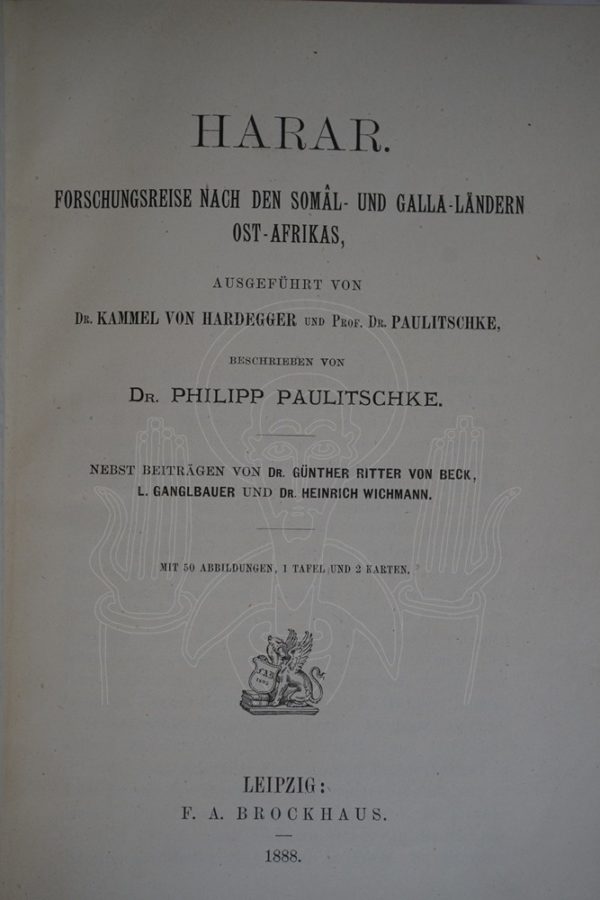 HARAR.
FORSCHUNGSREISE NACH DEN SOMÂL- UND GALLA-LÄNDERN
OST-AFRIKAS,
AUSGEFÜHRT VON
DR. KAMMEL VON HARDEGGER UND PROF. DR. PAULITSCHKE,
BESCHRIEBEN VON
DR. PHILIPP PAULITSCHKE.
NEBST BEITRÄGEN VON DR. GÜNTHER RITTER VON BECK,
L. GANGLBAUER UND DR. HEINRICH WICHMANN.
MIT 50 ABBILDUNGEN, 1 TAFEL UND 2 KARTEN.
LEIPZIG:
F. A. BROCKHAUS.
1888.